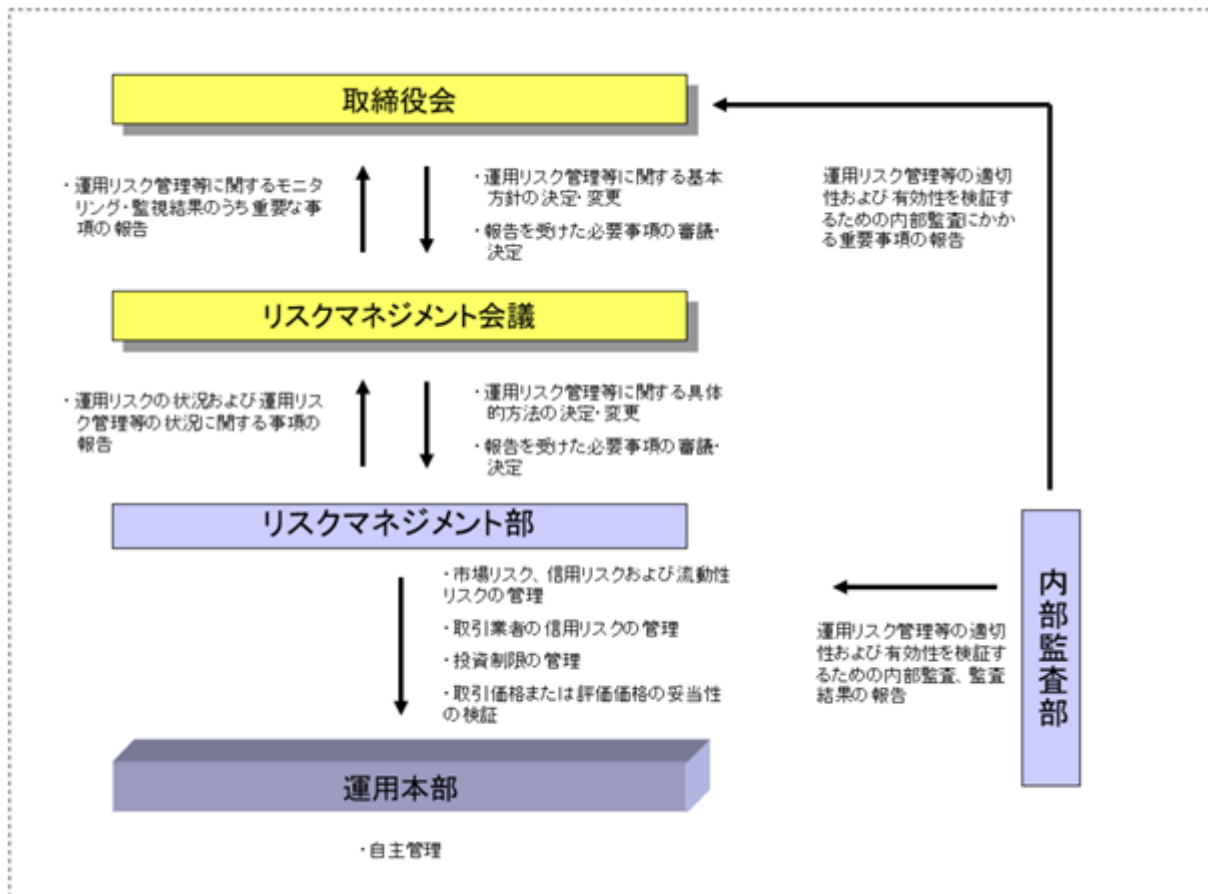 取締役会
・運用リスク管理等に関するモニ
タリング・監視結果のうち重要な事
項の報告
・運用リスク管理等に関する基本
方針の決定・変更
・報告を受けた必要事項の審議・
決定
運用リスク管理等の適切
性および有効性を検証す
るための内部監査にかか
る重要事項の報告
リスクマネジメント会議
・運用リスクの状況および運用リス
ク管理等の状況に関する事項の
報告
・運用リスク管理等に関する具体
的方法の決定・変更
・報告を受けた必要事項の審議・
決定
リスクマネジメント部
・市場リスク、信用リスクおよび流動性
リスクの管理
・取引業者の信用リスクの管理
・投資制限の管理
・取引価格または評価価格の妥当性
の検証
運用リスク管理等の適切
性および有効性を検証す
るための内部監査、監査
結果の報告
内部監査部
運用本部
・自主管理